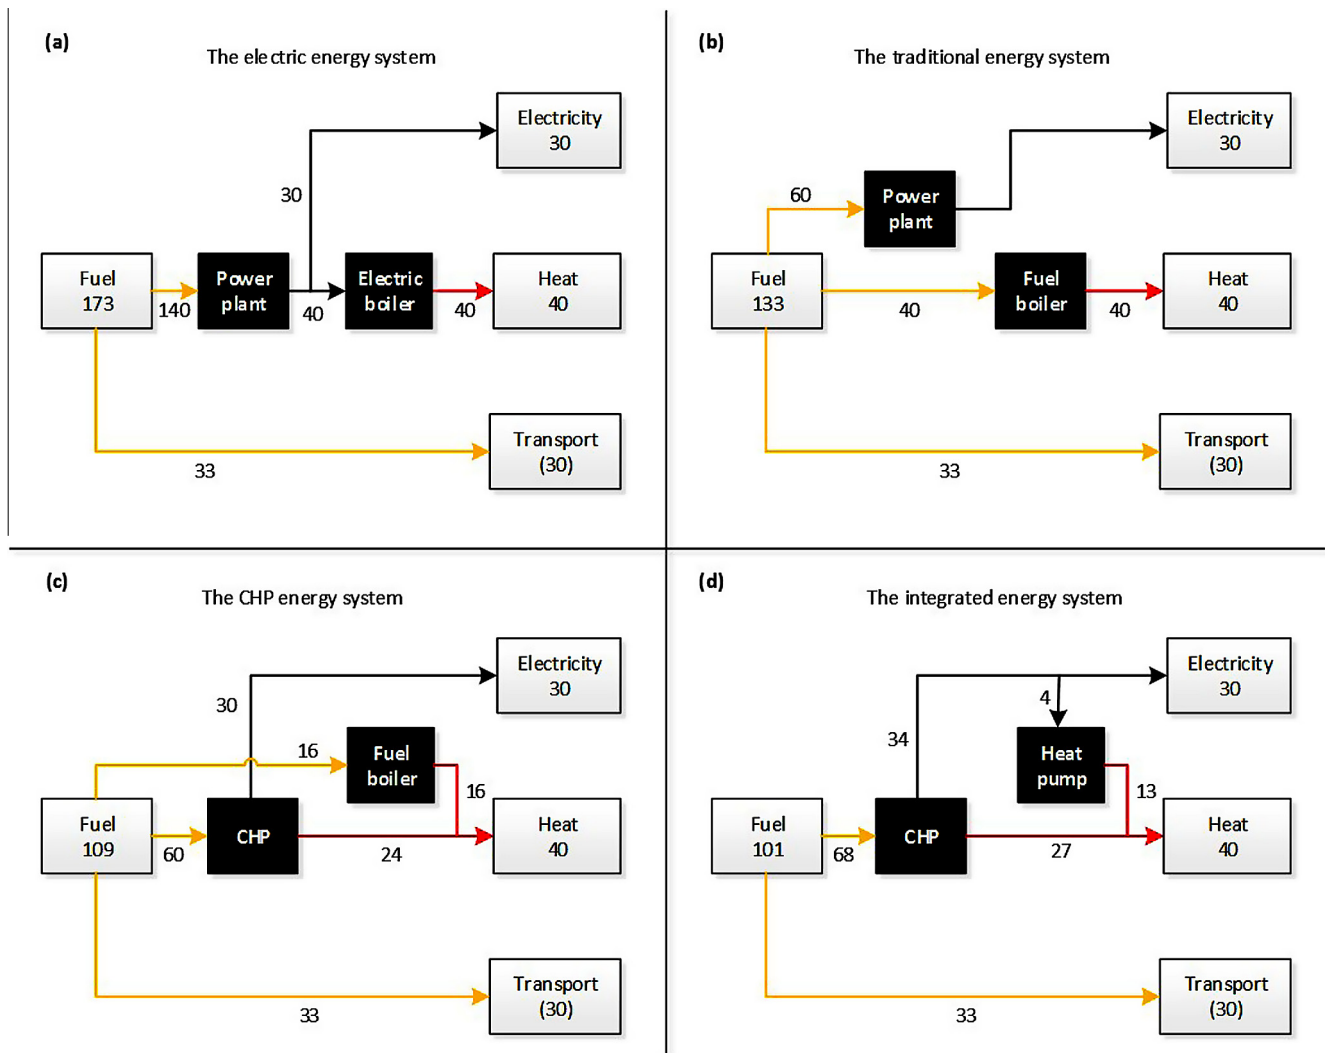 (a)
The electric energy system
Electricity
30
30
Fuel
173
140
Power
plant
40
Electric
boiler
40
Heat
40
33
Transport
(30)
(b)
The traditional energy system
Electricity
30
60
Power
plant
Fuel
133
40
Fuel
boiler
40
Heat
40
33
Transport
(30)
(c)
The CHP energy system
Electricity
30
30
16
Fuel
boiler
16
Fuel
109
60
CHP
24
Heat
40
33
Transport
(30)
(d)
The integrated energy system
Electricity
30
4
34
Heat
pump
13
Fuel
101
68
CHP
27
Heat
40
33
Transport
(30)